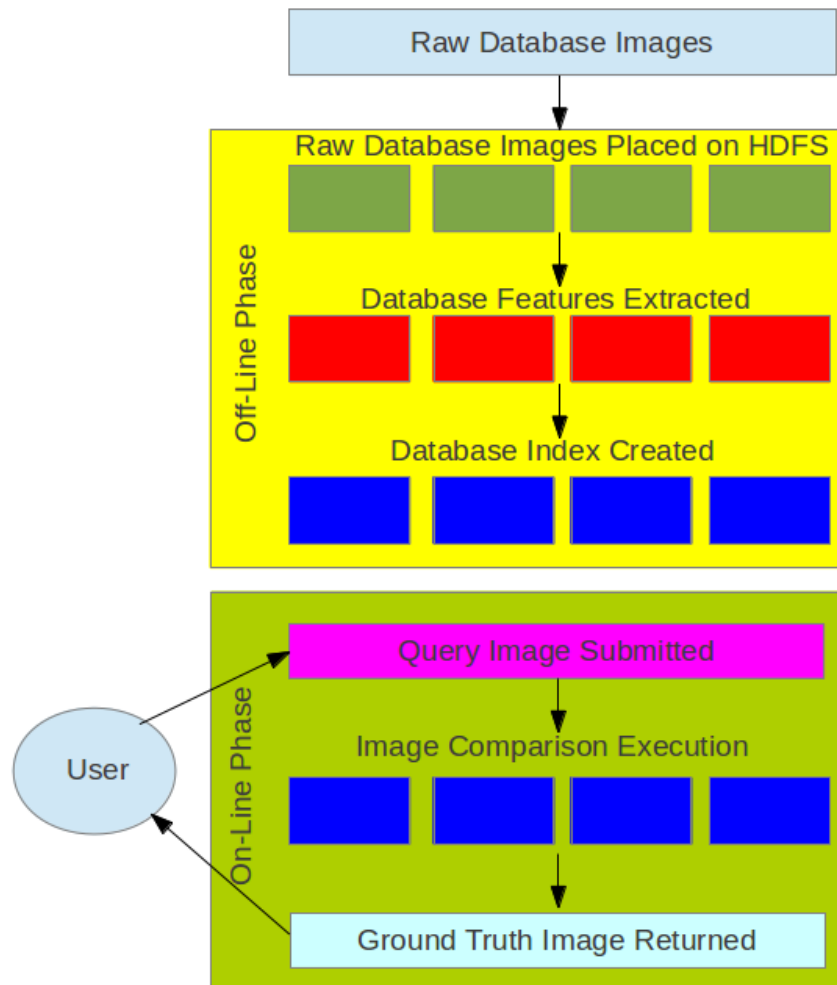 Raw Database Images
Raw Database Images Placed on HDFS
Off-Line Phase
Database Features Extracted
Database Index Created
Query Image Submitted
On-Line Phase
Image Comparison Execution
User
Ground Truth Image Returned